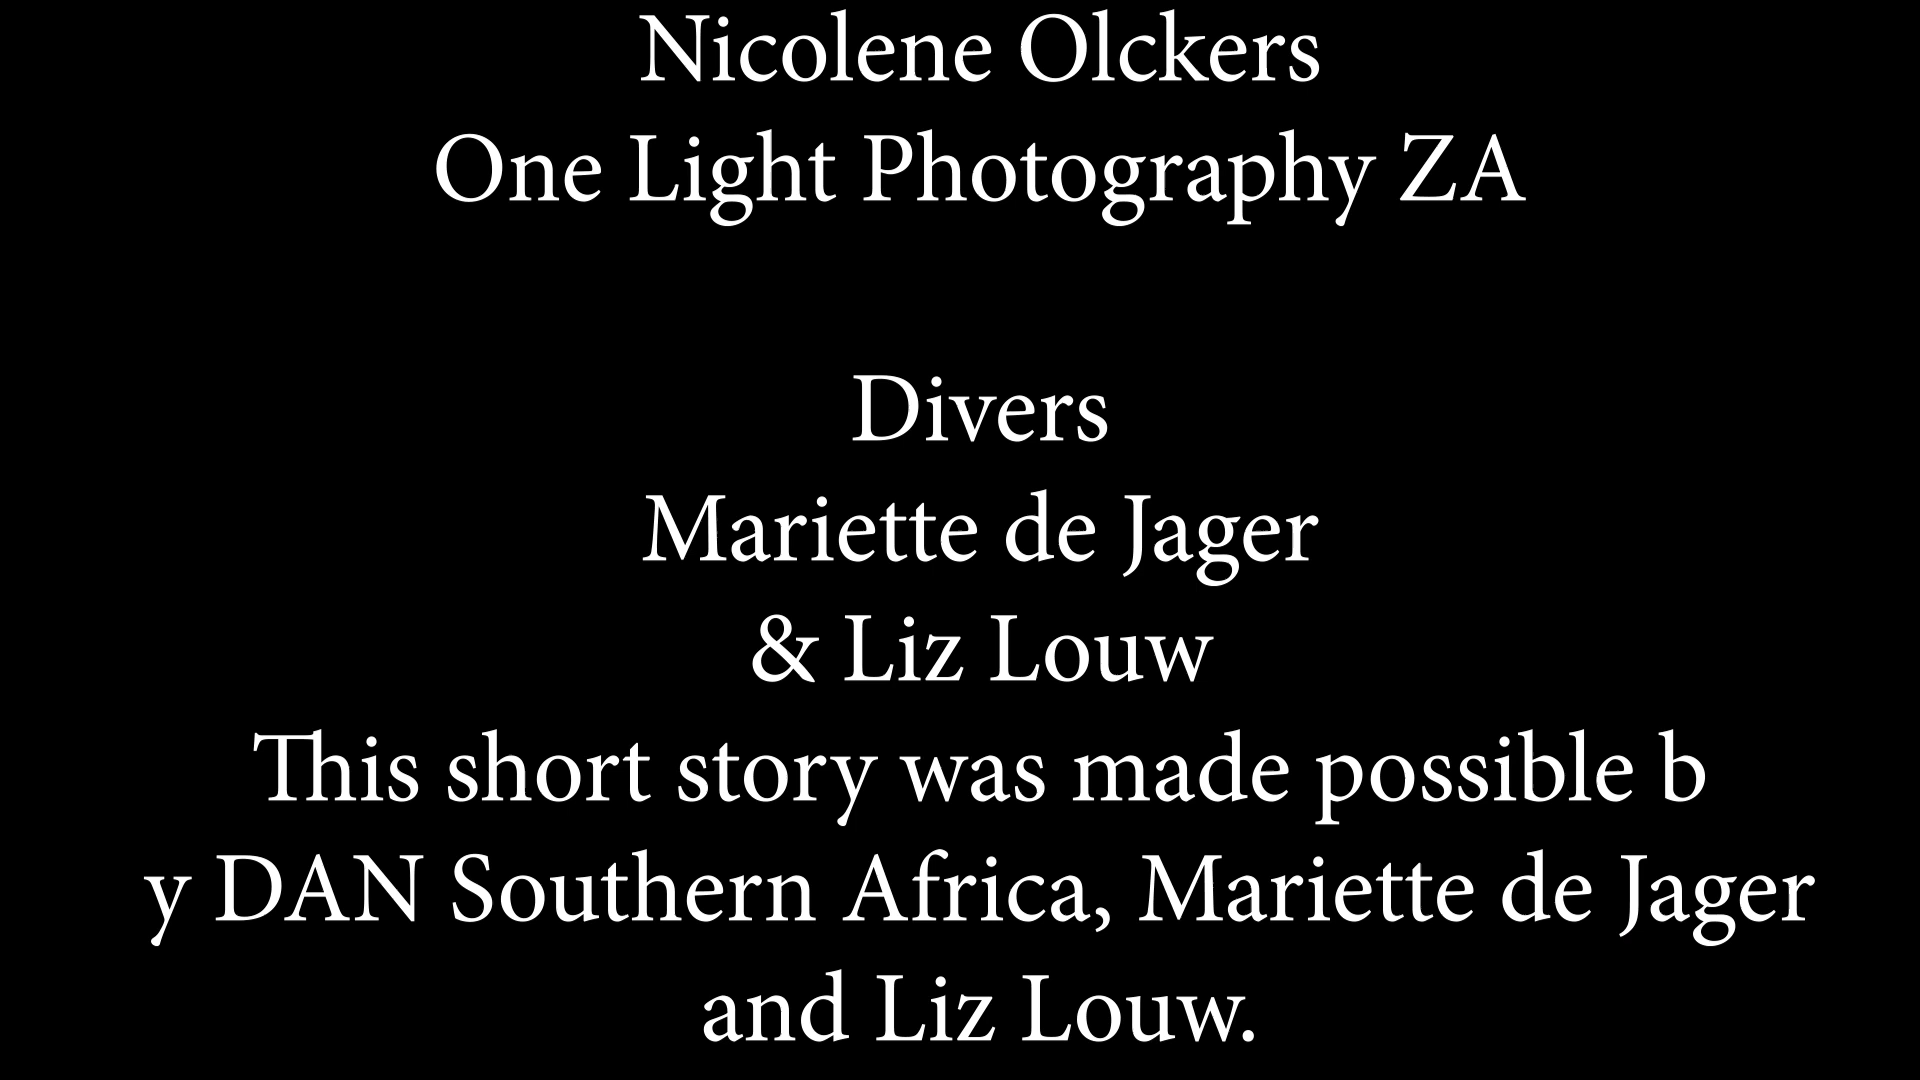 Nicolene Olckers
One Light Photography ZA
Divers
Mariette de Jager
& Liz Louw
This short story was made possible b
y DAN Southern Africa, Mariette de Jager
and Liz Louw.